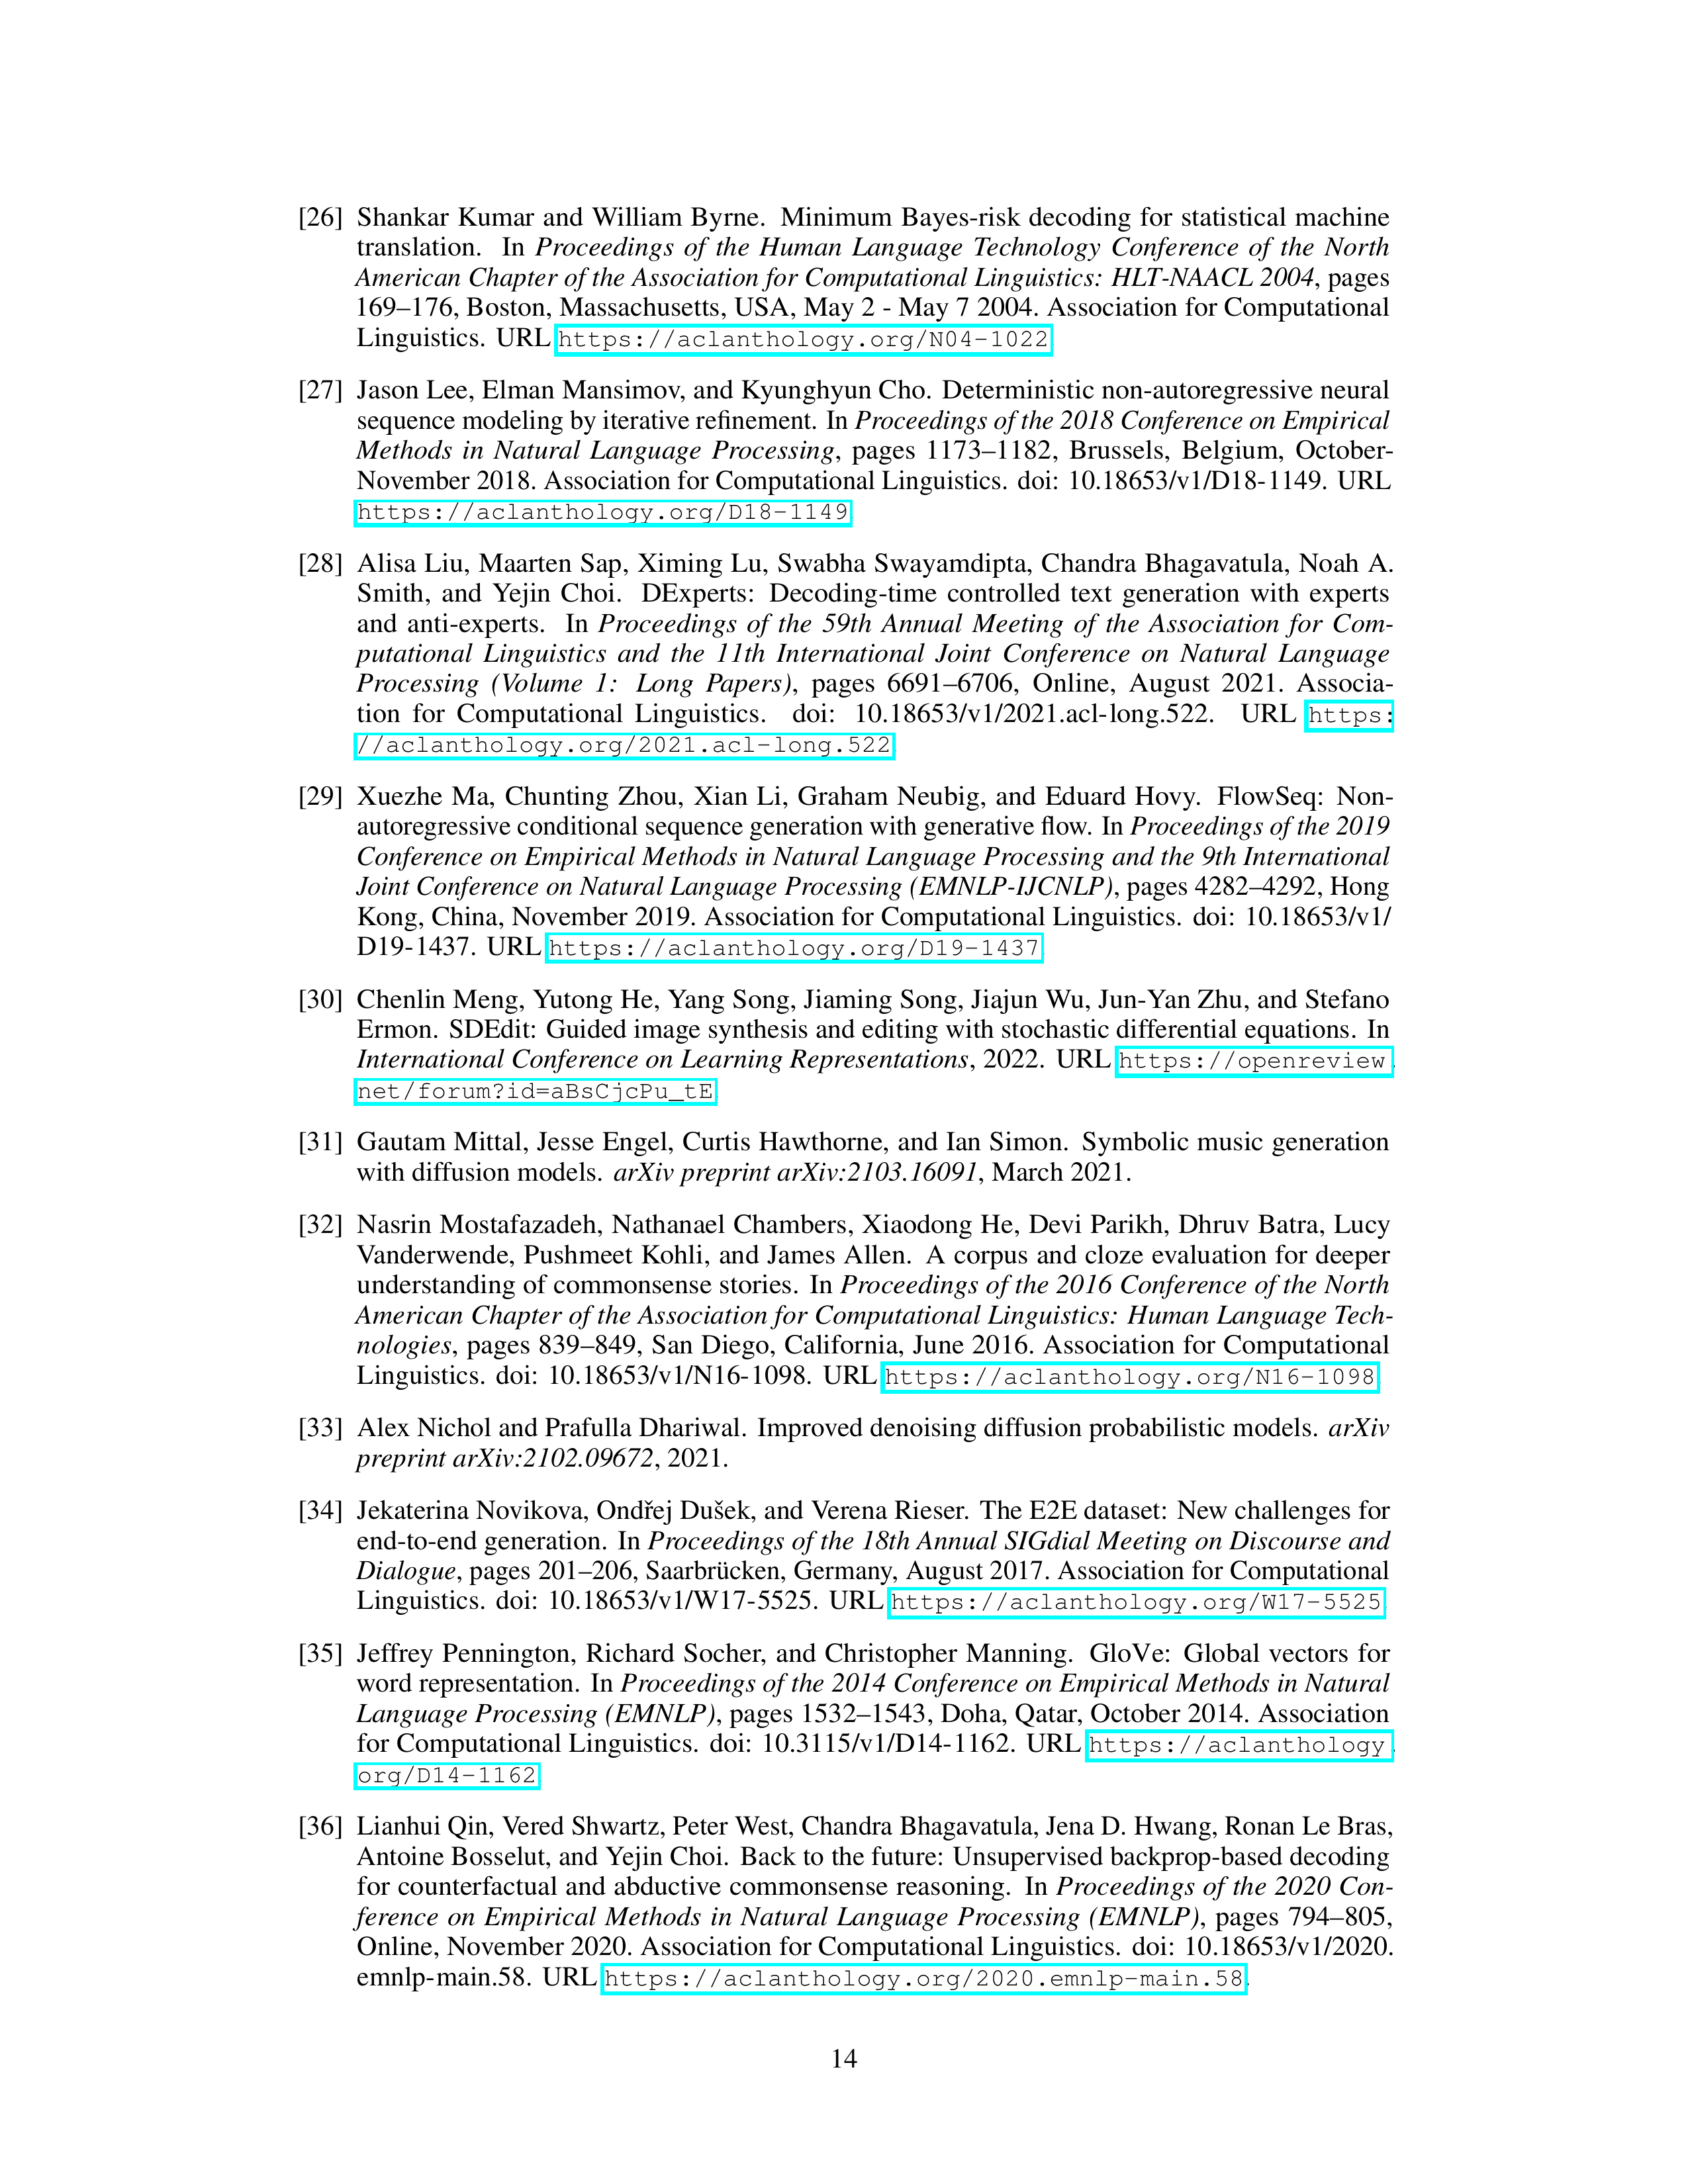 [26] Shankar Kumar and William Byrne. Minimum Bayes-risk decoding for statistical machine
translation. In Proceedings of the Human Language Technology Conference of the North
American Chapter of the Association for Computational Linguistics: HLT-NAACL 2004, pages
169–176, Boston, Massachusetts, USA, May 2 - May 7 2004. Association for Computational
Linguistics. URL https://aclanthology.org/N04-1022.
[27] Jason Lee, Elman Mansimov, and Kyunghyun Cho. Deterministic non-autoregressive neural
sequence modeling by iterative refinement. In Proceedings of the 2018 Conference on Empirical
Methods in Natural Language Processing, pages 1173–1182, Brussels, Belgium, October-
November 2018. Association for Computational Linguistics. doi: 10.18653/v1/D18-1149. URL
https://aclanthology.org/D18-1149.
[28] Alisa Liu, Maarten Sap, Ximing Lu, Swabha Swayamdipta, Chandra Bhagavatula, Noah A.
Smith, and Yejin Choi. DExperts: Decoding-time controlled text generation with experts
and anti-experts. In Proceedings of the 59th Annual Meeting of the Association for Com-
putational Linguistics and the 11th International Joint Conference on Natural Language
Processing (Volume 1: Long Papers), pages 6691–6706, Online, August 2021. Associa-
tion for Computational Linguistics. doi: 10.18653/v1/2021.acl-long.522. URL https:
//aclanthology.org/2021.acl-long.522.
[29] Xuezhe Ma, Chunting Zhou, Xian Li, Graham Neubig, and Eduard Hovy. FlowSeq: Non-
autoregressive conditional sequence generation with generative flow. In Proceedings of the 2019
Conference on Empirical Methods in Natural Language Processing and the 9th International
Joint Conference on Natural Language Processing (EMNLP-IJCNLP), pages 4282–4292, Hong
Kong, China, November 2019. Association for Computational Linguistics. doi: 10.18653/v1/
D19-1437. URL https://aclanthology.org/D19-1437.
[30] Chenlin Meng, Yutong He, Yang Song, Jiaming Song, Jiajun Wu, Jun-Yan Zhu, and Stefano
Ermon. SDEdit: Guided image synthesis and editing with stochastic differential equations. In
International Conference on Learning Representations, 2022. URL https://openreview.
net/forum?id=aBsCjcPu_tE.
[31] Gautam Mittal, Jesse Engel, Curtis Hawthorne, and Ian Simon. Symbolic music generation
with diffusion models. arXiv preprint arXiv:2103.16091, March 2021.
[32] Nasrin Mostafazadeh, Nathanael Chambers, Xiaodong He, Devi Parikh, Dhruv Batra, Lucy
Vanderwende, Pushmeet Kohli, and James Allen. A corpus and cloze evaluation for deeper
understanding of commonsense stories. In Proceedings of the 2016 Conference of the North
American Chapter of the Association for Computational Linguistics: Human Language Tech-
nologies, pages 839–849, San Diego, California, June 2016. Association for Computational
Linguistics. doi: 10.18653/v1/N16-1098. URL https://aclanthology.org/N16-1098.
[33] Alex Nichol and Prafulla Dhariwal. Improved denoising diffusion probabilistic models. arXiv
preprint arXiv:2102.09672, 2021.
[34] Jekaterina Novikova, Ondřej Dušek, and Verena Rieser. The E2E dataset: New challenges for
end-to-end generation. In Proceedings of the 18th Annual SIGdial Meeting on Discourse and
Dialogue, pages 201–206, Saarbrücken, Germany, August 2017. Association for Computational
Linguistics. doi: 10.18653/v1/W17-5525. URL https://aclanthology.org/W17-5525.
[35] Jeffrey Pennington, Richard Socher, and Christopher Manning. GloVe: Global vectors for
word representation. In Proceedings of the 2014 Conference on Empirical Methods in Natural
Language Processing (EMNLP), pages 1532–1543, Doha, Qatar, October 2014. Association
for Computational Linguistics. doi: 10.3115/v1/D14-1162. URL https://aclanthology.
org/D14-1162.
[36] Lianhui Qin, Vered Shwartz, Peter West, Chandra Bhagavatula, Jena D. Hwang, Ronan Le Bras,
Antoine Bosselut, and Yejin Choi. Back to the future: Unsupervised backprop-based decoding
for counterfactual and abductive commonsense reasoning. In Proceedings of the 2020 Con-
ference on Empirical Methods in Natural Language Processing (EMNLP), pages 794–805,
Online, November 2020. Association for Computational Linguistics. doi: 10.18653/v1/2020.
emnlp-main.58. URL https://aclanthology.org/2020.emnlp-main.58.
14